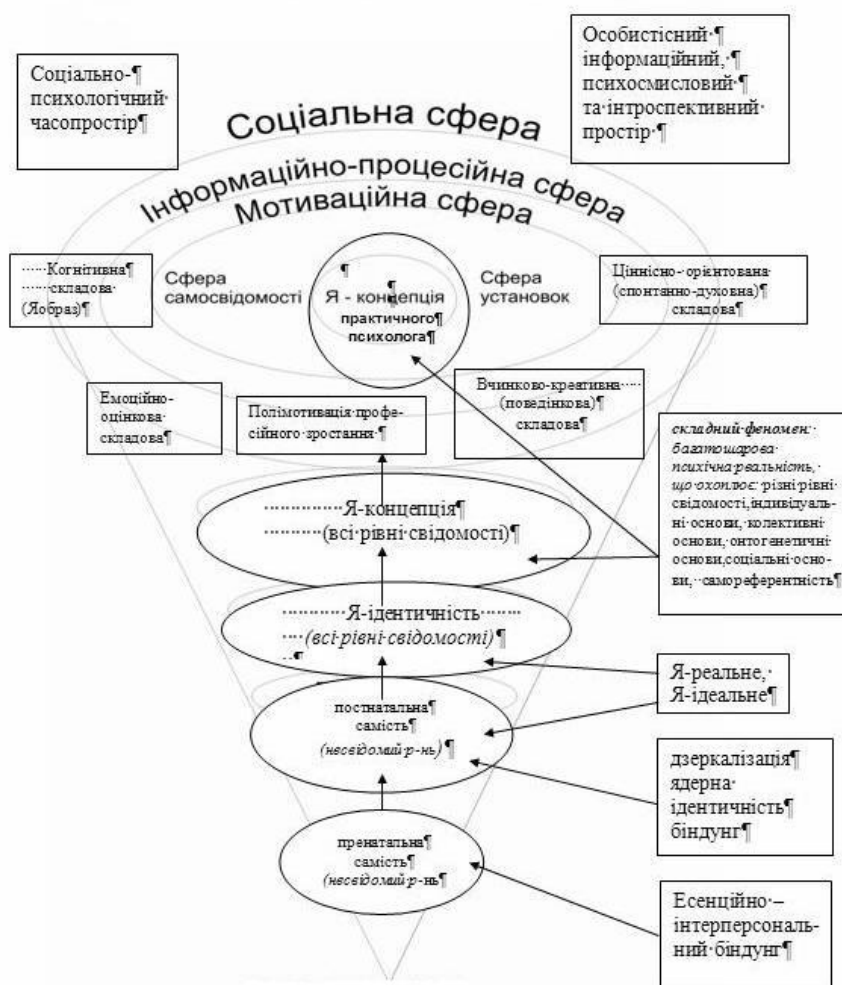 Соціально-¶
психологічний·
часопростір¶
Особистісний·¶
інформаційний,·¶
психосмисловий·¶
та·інтроспективний
простір·¶
Соціальна сфера
Інформаційно-процесійна сфера
Мотиваційна сфера
·····Когнітивна¶
·······складова·¶
(Яобраз)¶
Сфера
самосвідомості
¶
¶
Я - концепція
практичного¶
психолога¶
Сфера
установок
Ціннісно-·орієнтована·
(спонтанно-духовна)¶
складова¶
Емоційно-
оцінкова·
складова¶
Полімотивація·профе-
сійного·зростання·¶
Вчинково-креативна·····
(поведінкова)¶
складова¶
складний·феномен:·
багатошарова·
психічна·реальність,·
що·охоплює:·різні·рівні·
свідомості,індивідуаль-
ні·основи,·колективні·
основи,·онтогенетичні·
основи,соціальні·осно-
ви,··самореферентність¶
·············Я-концепція¶
·········(всі·рівні·свідомості)¶
·············Я-ідентичність·········
····(всі·рівні·свідомості)¶
··¶
Я-реальне,·
Я-ідеальне¶
постнатальна¶
самість¶
(несвідомий·р-нь)¶
дзеркалізація¶
ядерна·
ідентичність¶
біндунг¶
пренатальна¶
самість¶
(несвідомий·р-нь¶
Есенційно·–
інтерперсональ-
ний·біндунг¶